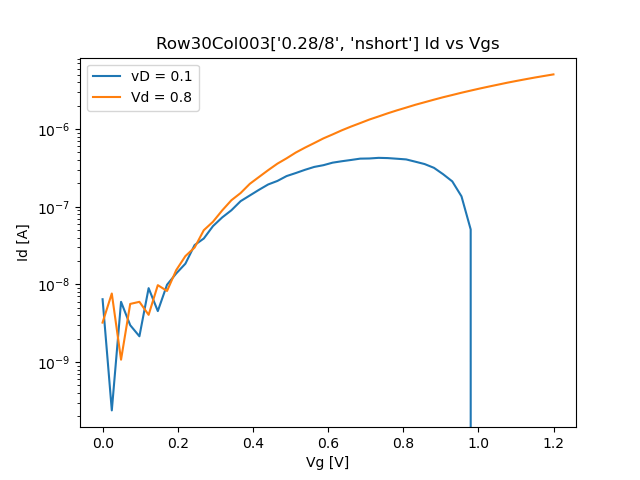 Row30Col003['0.28/8', 'nshort'] Id vs Vgs
vD = 0.1
Vd = 0.8
10⁻⁶
10⁻⁷
10⁻⁸
10⁻⁹
Id [A]
0.0 0.2 0.4 0.6 0.8 1.0 1.2
Vg [V]